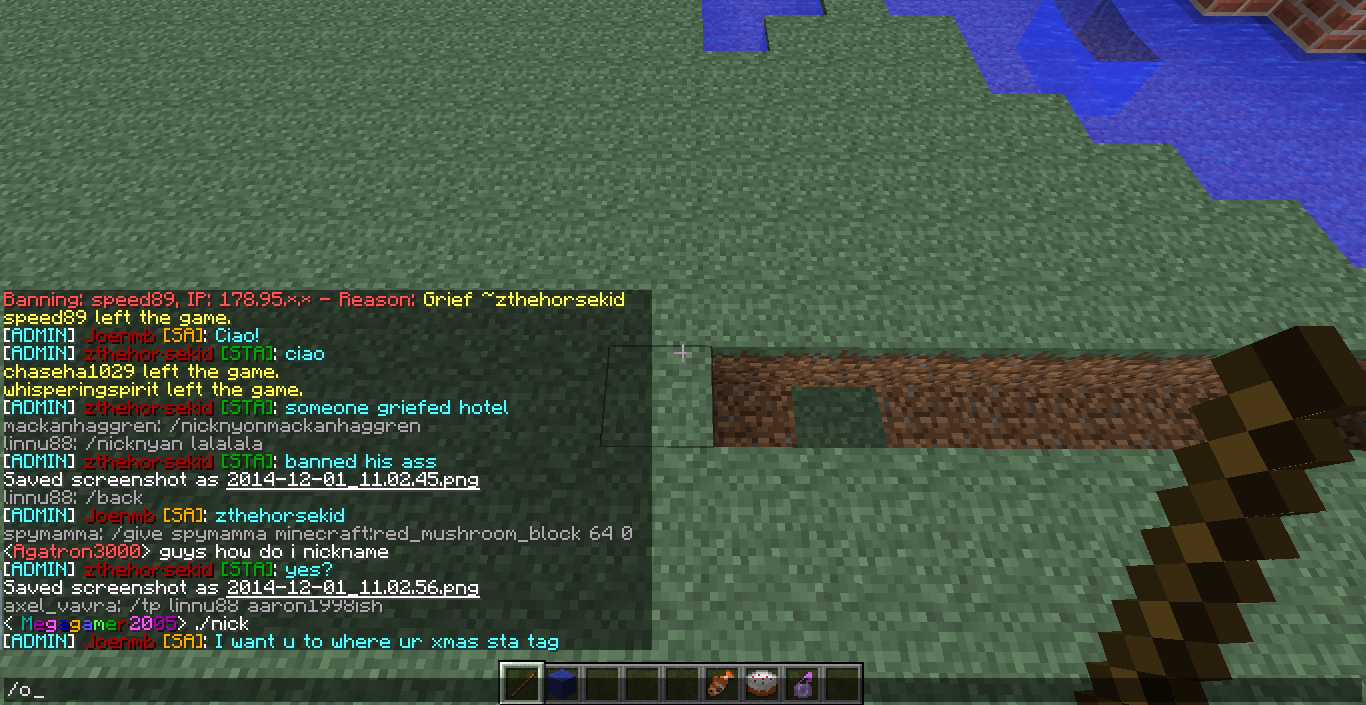 Banning: speed89, IP: 178.95.×.× - Reason: Grief ~zthehorsekid
speed89 left the game.
[ADMIN] Joenmb [SA]: Ciao!
[ADMIN] zthehorsekid [STA]: ciao
chaseha1029 left the game.
whisperingspirit left the game.
[ADMIN] zthehorsekid [STA]: someone griefed hotel
mackanhaggren: /nicknyonmackanhaggren
linnu88: /nicknyan lalalala
[ADMIN] zthehorsekid [STA]: banned his ass
Saved screenshot as 2014-12-01_11.02.45.png
linnu88: /back
[ADMIN] Joenmb [SA]: zthehorsekid
spymamma: /give spymamma minecraft:red_mushroom_block 64 0
<Agatron3000> guys how do i nickname
[ADMIN] zthehorsekid [STA]: yes?
Saved screenshot as 2014-12-01_11.02.56.png
axel_vavra: /tp linnu88 aaron1998ish
< Megagamer2005> ./nick
[ADMIN] Joenmb [SA]: I want u to where ur xmas sta tag
/o_